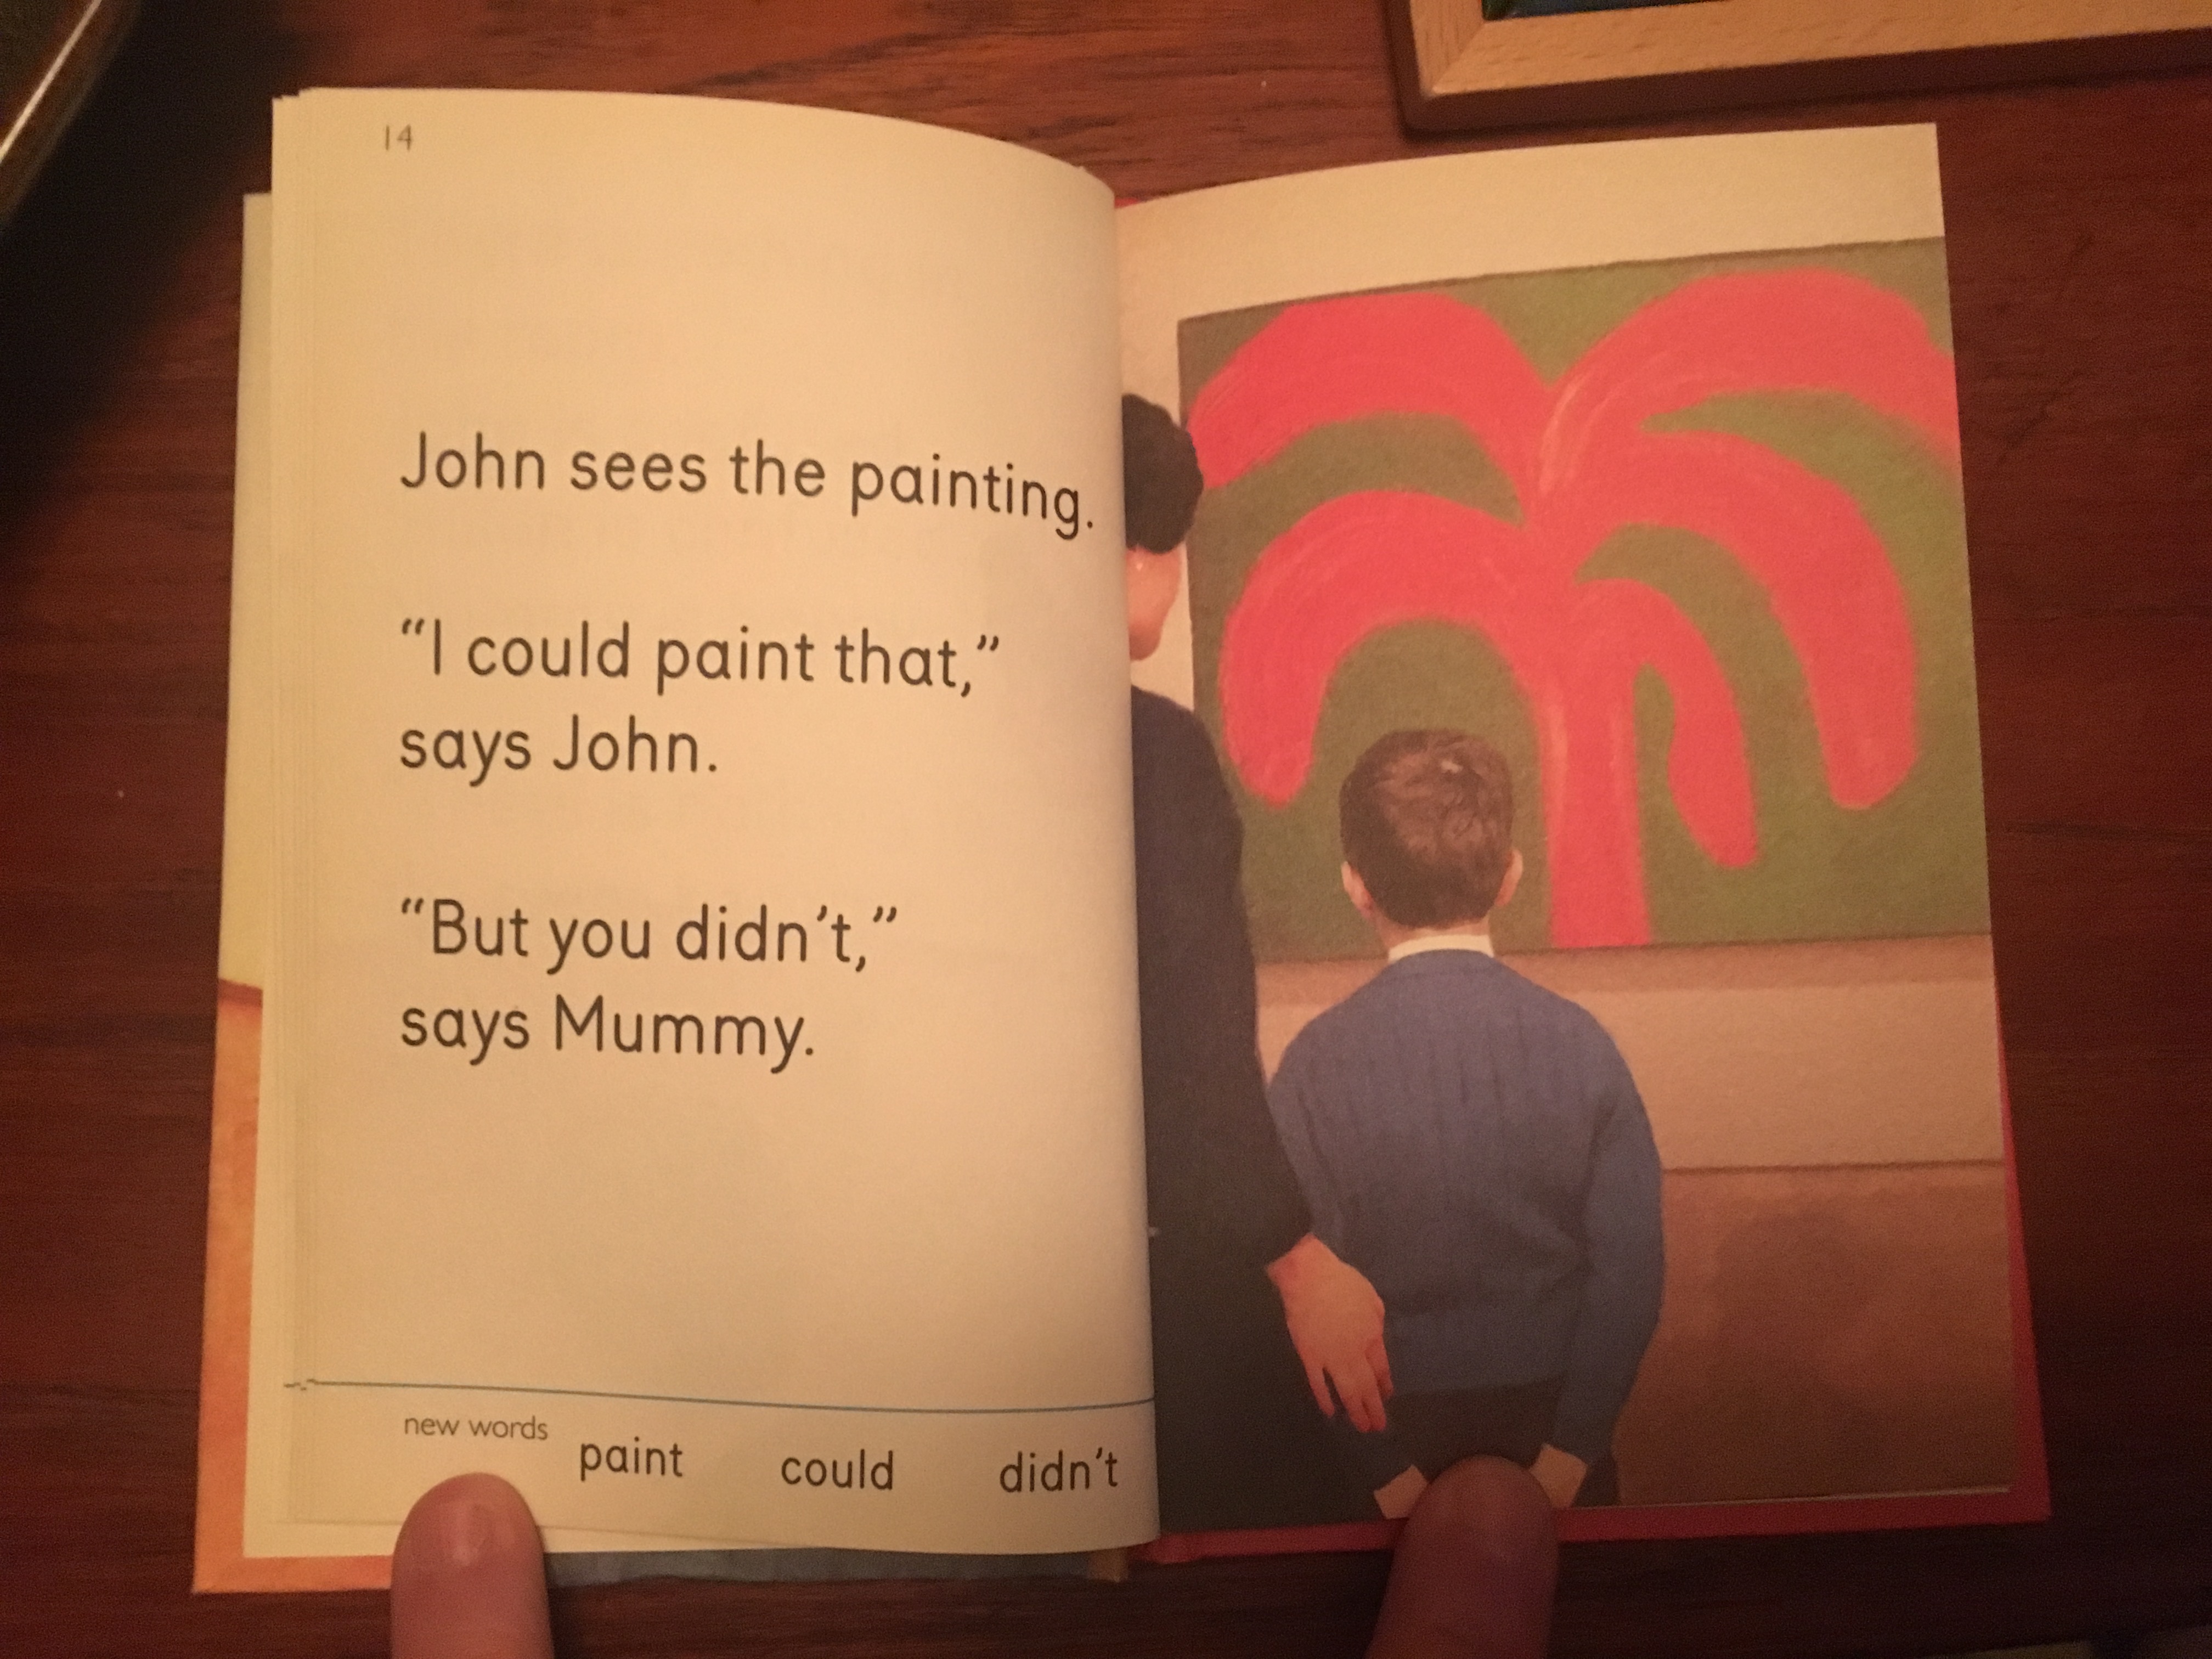 14
John sees the painting.
“I could paint that,”
says John.
“But you didn’t,”
says Mummy.
new words paint could didn’t